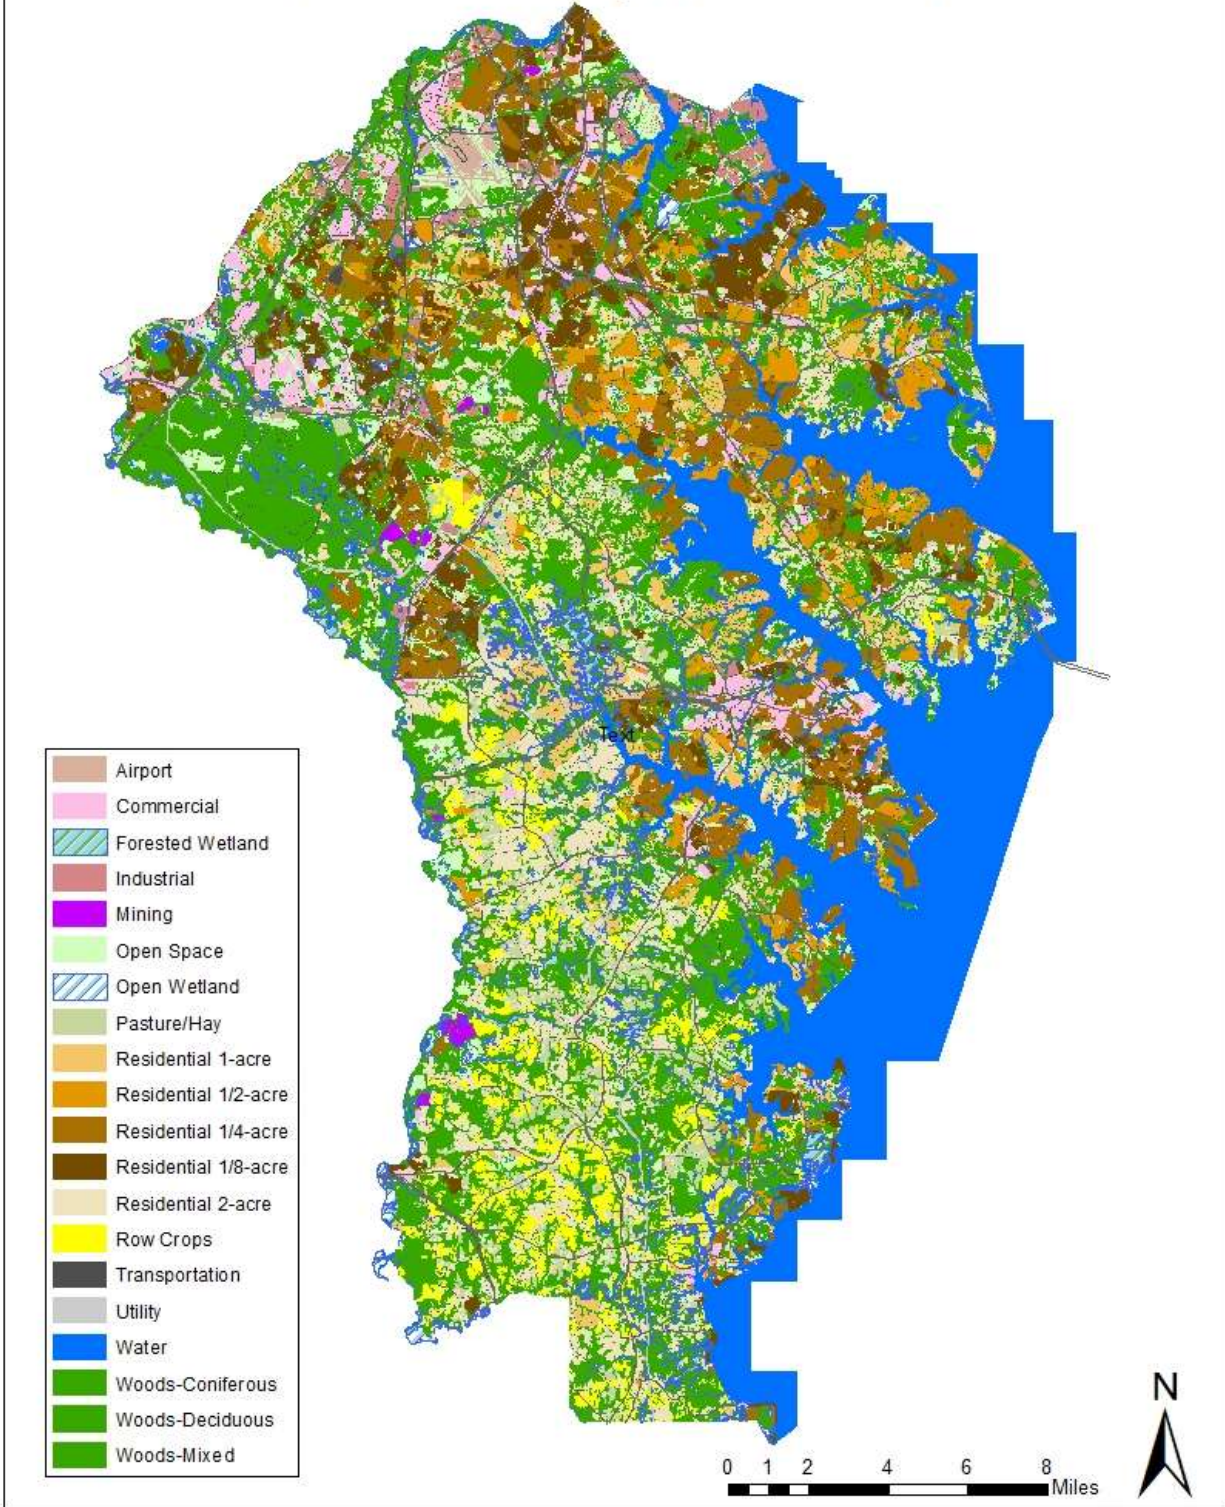 Text
Airport
Commercial
Forested Wetland
Industrial
Mining
Open Space
Open Wetland
Pasture/Hay
Residential 1-acre
Residential 1/2-acre
Residential 1/4-acre
Residential 1/8-acre
Residential 2-acre
Row Crops
Transportation
Utility
Water
Woods-Coniferous
Woods-Deciduous
Woods-Mixed
N
0 1 2 4 6 8
Miles